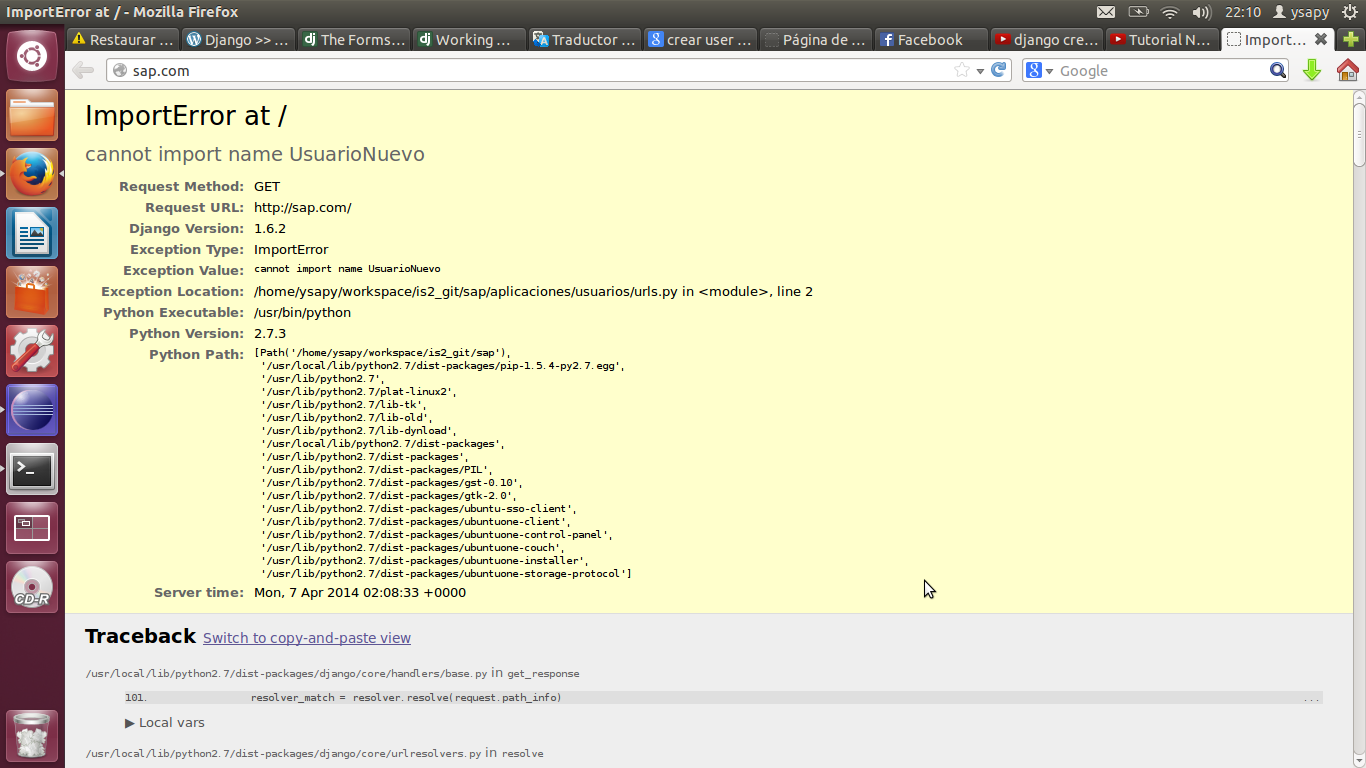 ImportError at / - Mozilla Firefox
22:10
ysapy
Restaurar ...
Django >> ...
The Forms...
Working ...
Traductor ...
crear user ...
Página de ...
Facebook
django cre...
Tutorial N...
Import...
sap.com
Google
ImportError at /
cannot import name UsuarioNuevo
Request Method: GET
Request URL: http://sap.com/
Django Version: 1.6.2
Exception Type: ImportError
Exception Value: cannot import name UsuarioNuevo
Exception Location: /home/ysapy/workspace/is2_git/sap/aplicaciones/usuarios/urls.py in <module>, line 2
Python Executable: /usr/bin/python
Python Version: 2.7.3
Python Path: [Path('/home/ysapy/workspace/is2_git/sap'),
'/usr/local/lib/python2.7/dist-packages/pip-1.5.4-py2.7.egg',
'/usr/lib/python2.7',
'/usr/lib/python2.7/plat-linux2',
'/usr/lib/python2.7/lib-tk',
'/usr/lib/python2.7/lib-old',
'/usr/lib/python2.7/lib-dynload',
'/usr/local/lib/python2.7/dist-packages',
'/usr/lib/python2.7/dist-packages',
'/usr/lib/python2.7/dist-packages/PIL',
'/usr/lib/python2.7/dist-packages/gst-0.10',
'/usr/lib/python2.7/dist-packages/gtk-2.0',
'/usr/lib/python2.7/dist-packages/ubuntu-sso-client',
'/usr/lib/python2.7/dist-packages/ubuntuone-client',
'/usr/lib/python2.7/dist-packages/ubuntuone-control-panel',
'/usr/lib/python2.7/dist-packages/ubuntuone-couch',
'/usr/lib/python2.7/dist-packages/ubuntuone-installer',
'/usr/lib/python2.7/dist-packages/ubuntuone-storage-protocol']
Server time: Mon, 7 Apr 2014 02:08:33 +0000
Traceback Switch to copy-and-paste view
/usr/local/lib/python2.7/dist-packages/django/core/handlers/base.py in get_response
101. resolver_match = resolver.resolve(request.path_info) ...
▶ Local vars
/usr/local/lib/python2.7/dist-packages/django/core/urlresolvers.py in resolve
CD-R